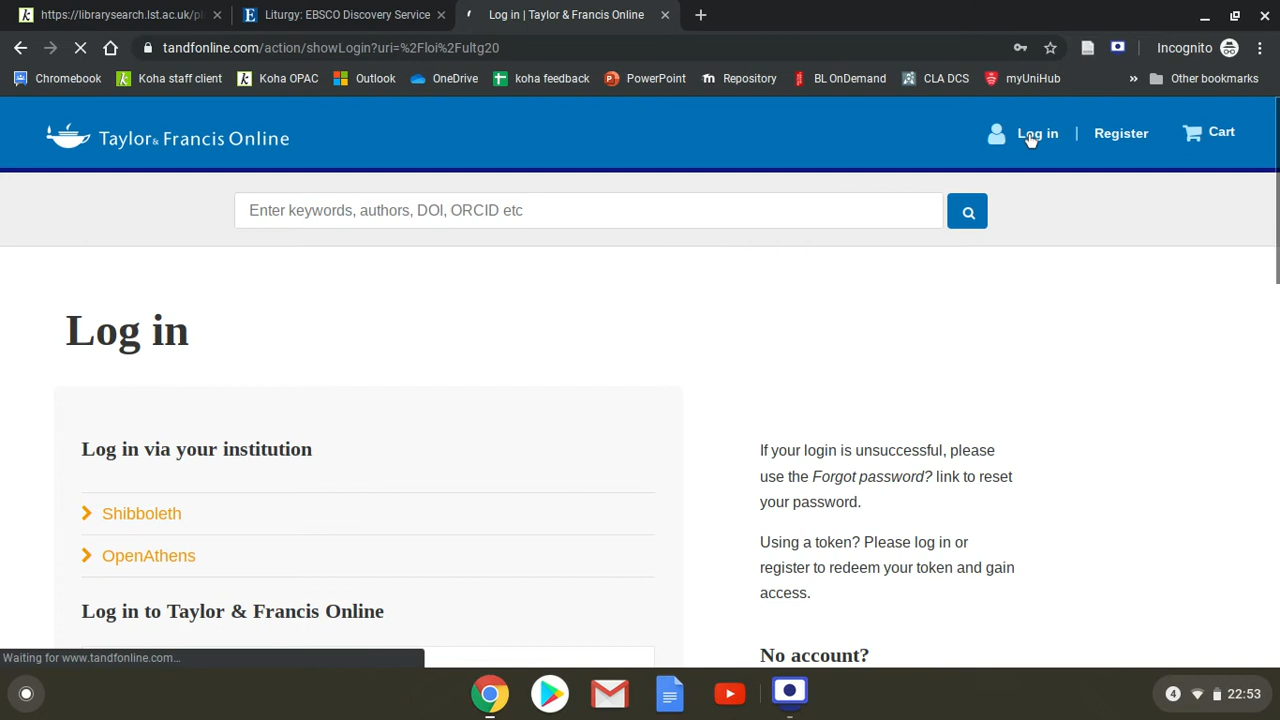 https://librarysearch.lst.ac.uk/pl
Liturgy: EBSCO Discovery Service
Log in | Taylor & Francis Online
tandfonline.com/action/showLogin?uri=%2Floi%2Fultg20
Incognito
Chromebook
Koha staff client
Koha OPAC
Outlook
OneDrive
koha feedback
PowerPoint
Repository
BL OnDemand
CLA DCS
myUniHub
»
Other bookmarks
Taylor & Francis Online
Log in | Register
Cart
Enter keywords, authors, DOI, ORCID etc
Log in
Log in via your institution
Shibboleth
OpenAthens
Log in to Taylor & Francis Online
If your login is unsuccessful, please
use the Forgot password? link to reset
your password.
Using a token? Please log in or
register to redeem your token and gain
access.
No account?
Waiting for www.tandfonline.com…
4
22:53